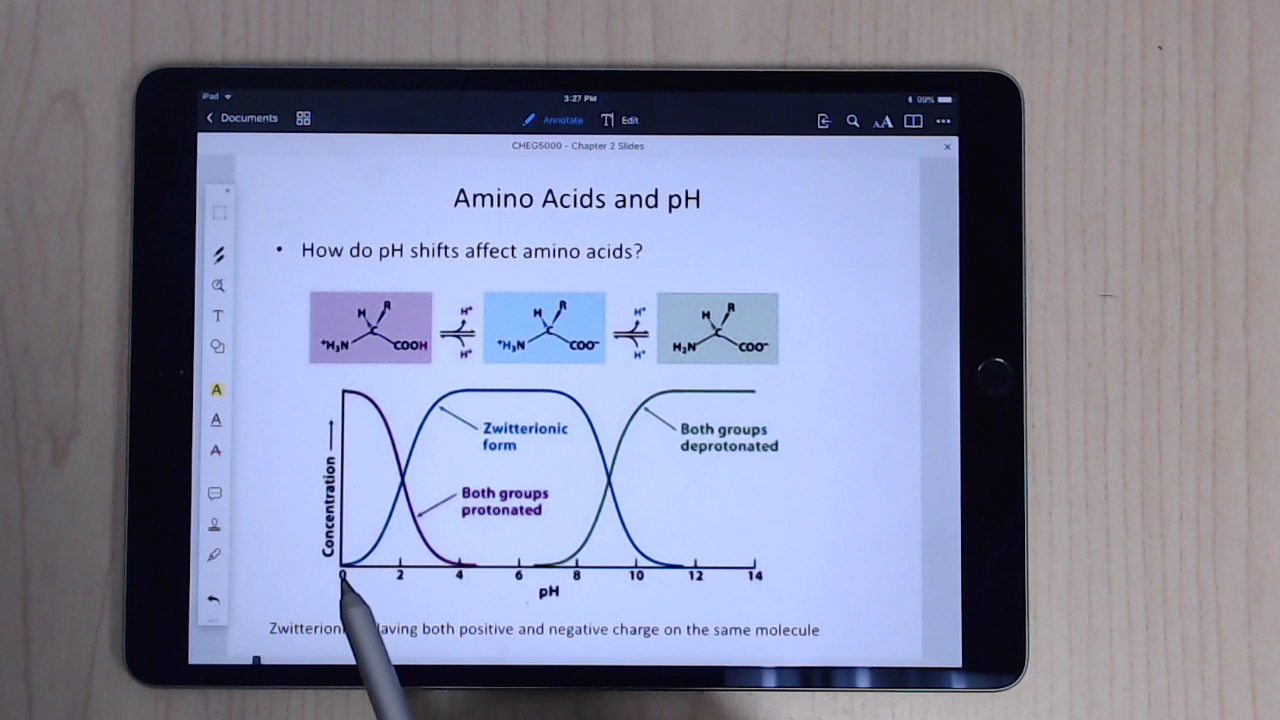 iPad 3:27 PM 99%
Documents Annotate T Edit AA
CHEG5000 - Chapter 2 Slides ×
Amino Acids and pH
• How do pH shifts affect amino acids?
H R H⁺ H R H⁺ H R
C C C
⁺H₃N COOH ⁺H₃N COO⁻ H₂N COO⁻
H⁺ H⁺
T
A
A
A
Zwitterionic
form
Both groups
deprotonated
Both groups
protonated
Concentration
0 2 4 6 8 10 12 14
pH
having both positive and negative charge on the same molecule